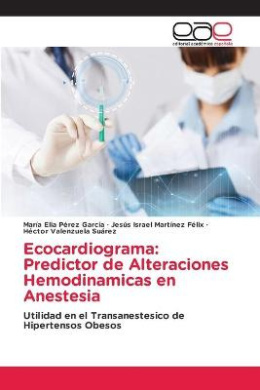 eae
editorial académica española
María Elia Pérez García · Jesús Israel Martínez Félix ·
Héctor Valenzuela Suárez
Ecocardiograma:
Predictor de Alteraciones
Hemodinamicas en
Anestesia
Utilidad en el Transanestesico de
Hipertensos Obesos